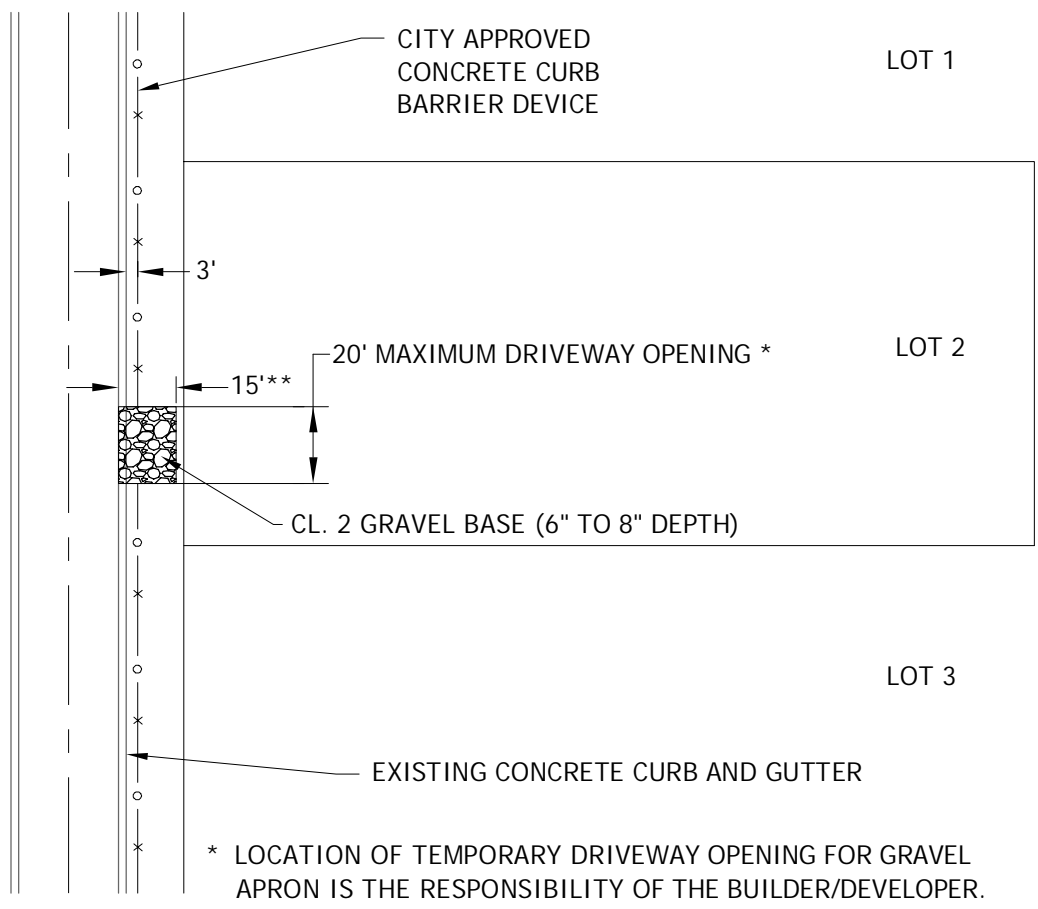 CITY APPROVED
CONCRETE CURB
BARRIER DEVICE
LOT 1
3'
20' MAXIMUM DRIVEWAY OPENING *
LOT 2
15'**
CL. 2 GRAVEL BASE (6" TO 8" DEPTH)
LOT 3
EXISTING CONCRETE CURB AND GUTTER
* LOCATION OF TEMPORARY DRIVEWAY OPENING FOR GRAVEL
APRON IS THE RESPONSIBILITY OF THE BUILDER/DEVELOPER.